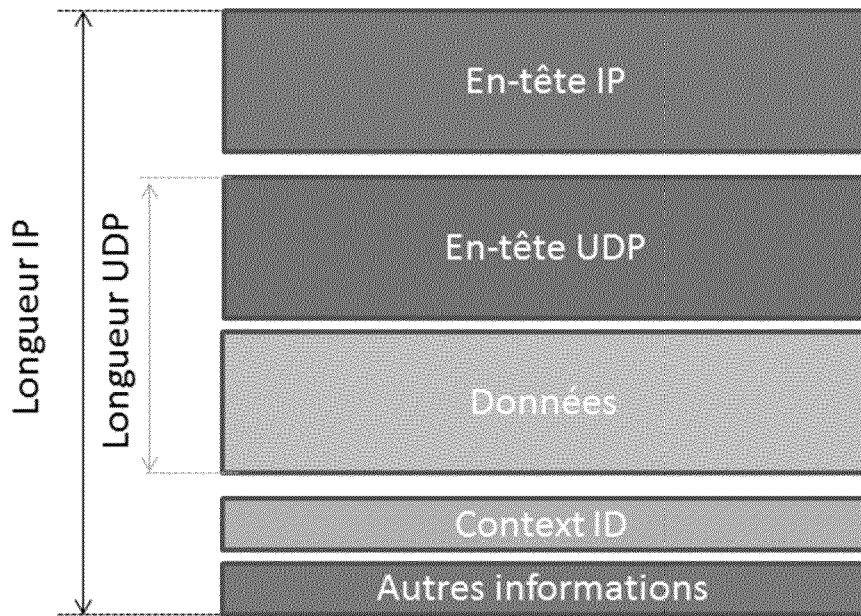 Longueur IP
Longueur UDP
En-tête IP
En-tête UDP
Données
Context ID
Autres informations